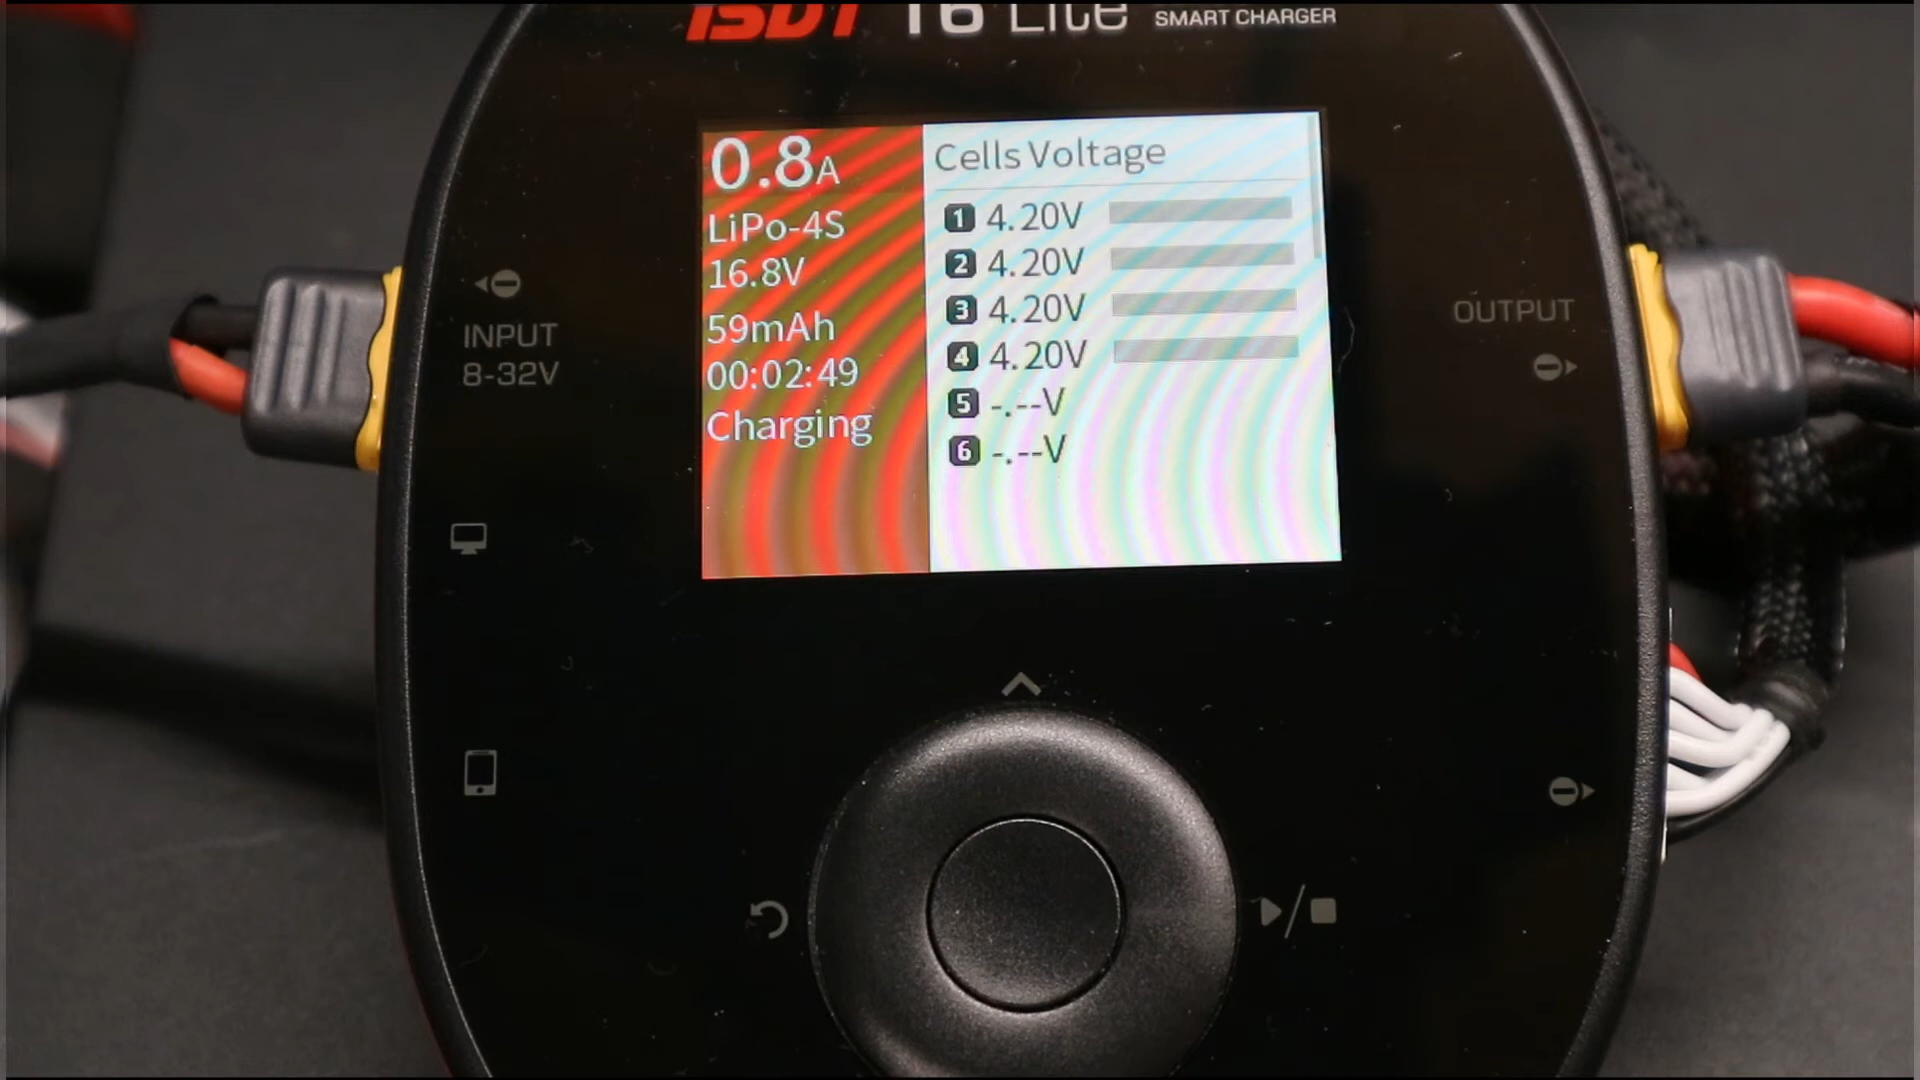 ISDT T6 Lite SMART CHARGER
0.8A
LiPo-4S
16.8V
59mAh
00:02:49
Charging
Cells Voltage
1 4.20V
2 4.20V
3 4.20V
4 4.20V
5 -.--V
6 -.--V
INPUT
8-32V
OUTPUT